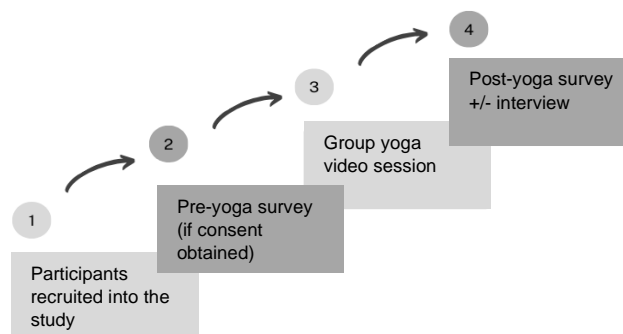 1
Participants
recruited into the
study
2
Pre-yoga survey
(if consent
obtained)
3
Group yoga
video session
4
Post-yoga survey
+/- interview